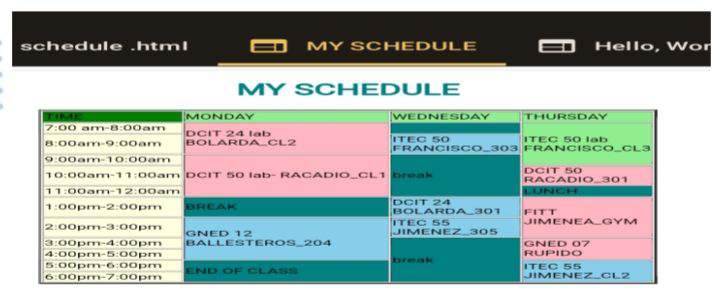 schedule .html
MY SCHEDULE
Hello, Wor
MY SCHEDULE
TIME MONDAY WEDNESDAY THURSDAY
7:00 am-8:00am
DCIT 24 lab
BOLARDA_CL2
8:00am-9:00am
ITEC 50
FRANCISCO_303
ITEC 50 lab
FRANCISCO_CL3
9:00am-10:00am
10:00am-11:00am
DCIT 50 lab- RACADIO_CL1
break
DCIT 50
RACADIO_301
11:00am-12:00am
LUNCH
1:00pm-2:00pm
BREAK
DCIT 24
BOLARDA_301
FITT
JIMENEA_GYM
2:00pm-3:00pm
GNED 12
BALLESTEROS_204
ITEC 55
JIMENEZ_305
3:00pm-4:00pm
GNED 07
RUPIDO
4:00pm-5:00pm
break
5:00pm-6:00pm
END OF CLASS
ITEC 55
JIMENEZ_CL2
6:00pm-7:00pm